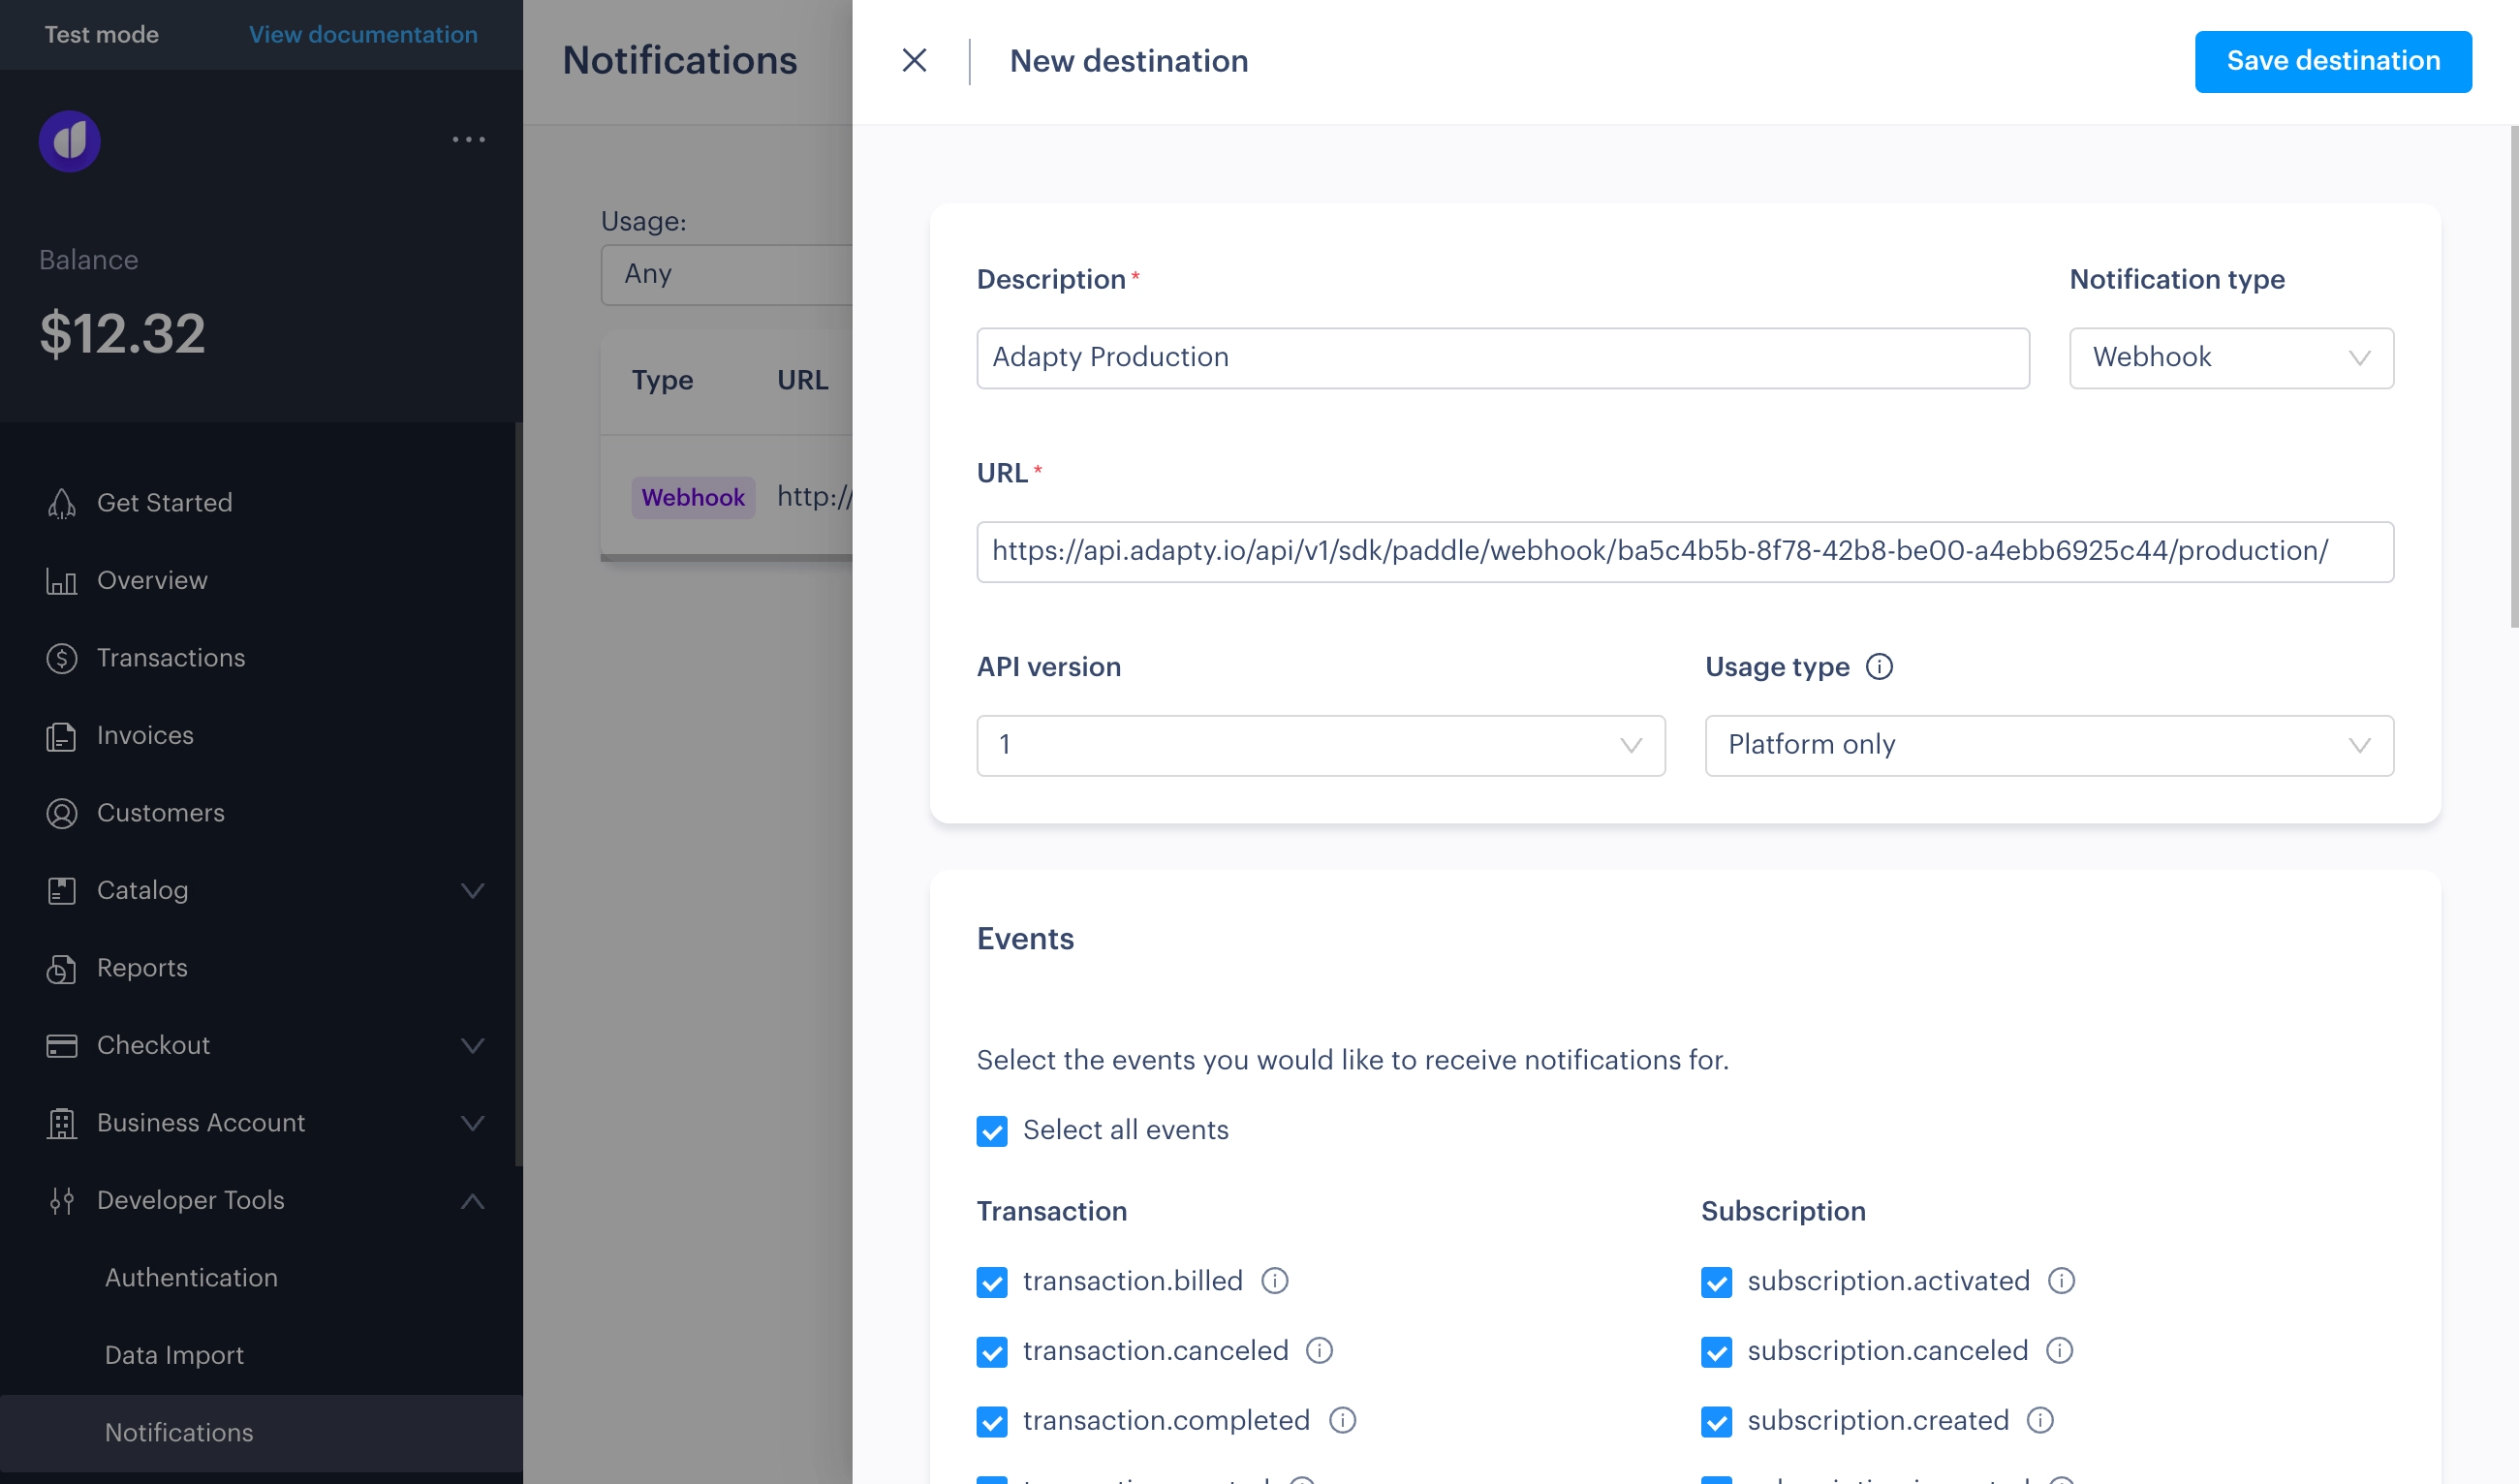 Test mode
View documentation
Balance
$12.32
Get Started
Overview
Transactions
Invoices
Customers
Catalog
Reports
Checkout
Business Account
Developer Tools
Authentication
Data Import
Notifications
Notifications
Usage:
Any
Type URL
Webhook http://
New destination
Save destination
Description*
Notification type
Adapty Production
Webhook
URL*
https://api.adapty.io/api/v1/sdk/paddle/webhook/ba5c4b5b-8f78-42b8-be00-a4ebb6925c44/production/
API version
Usage type
1
Platform only
Events
Select the events you would like to receive notifications for.
Select all events
Transaction
transaction.billed
transaction.canceled
transaction.completed
Subscription
subscription.activated
subscription.canceled
subscription.created